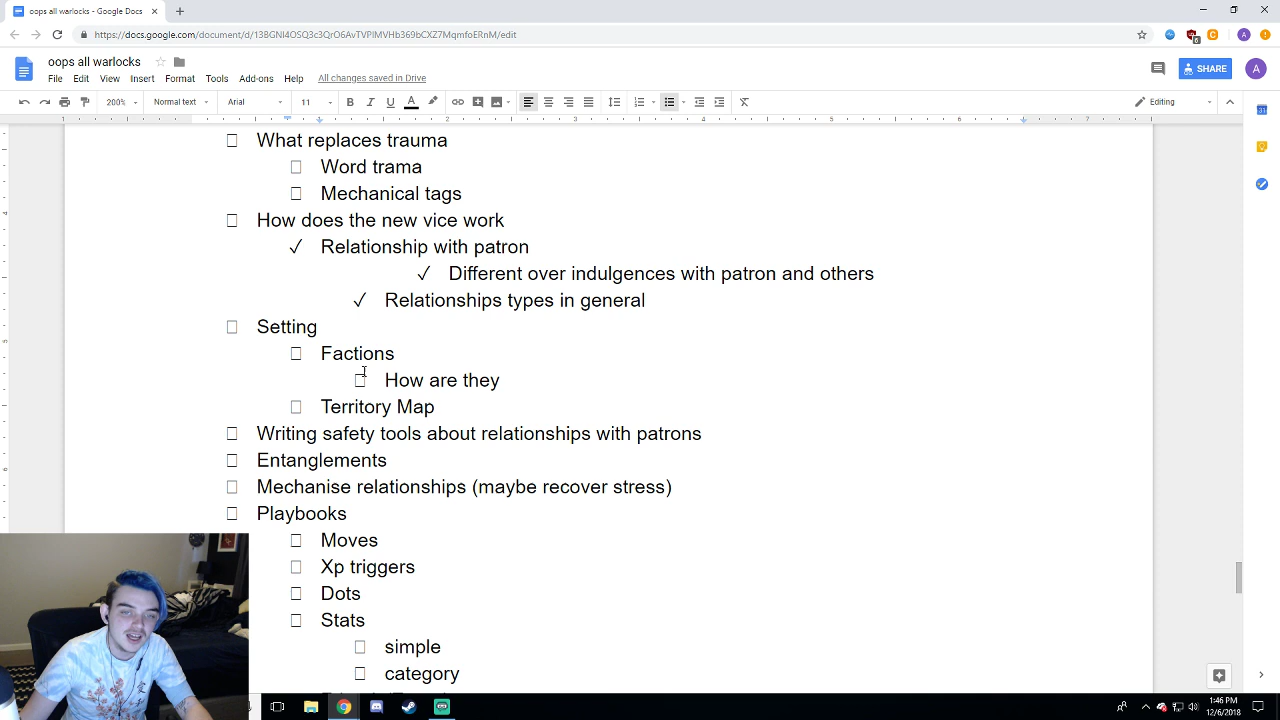 oops all warlocks - Google Docs
https://docs.google.com/document/d/13BGNI4OSQ3c3QrO6AvTVPIMVHb369bCXZ7MqmfoERnM/edit
oops all warlocks
File Edit View Insert Format Tools Add-ons Help All changes saved in Drive
SHARE
A
200% Normal text Arial 11 B I U A Editing
What replaces trauma
Word trama
Mechanical tags
How does the new vice work
✓ Relationship with patron
✓ Different over indulgences with patron and others
✓ Relationships types in general
Setting
Factions
How are they
Territory Map
Writing safety tools about relationships with patrons
Entanglements
Mechanise relationships (maybe recover stress)
Playbooks
Moves
Xp triggers
Dots
Stats
simple
category
1:46 PM
12/6/2018